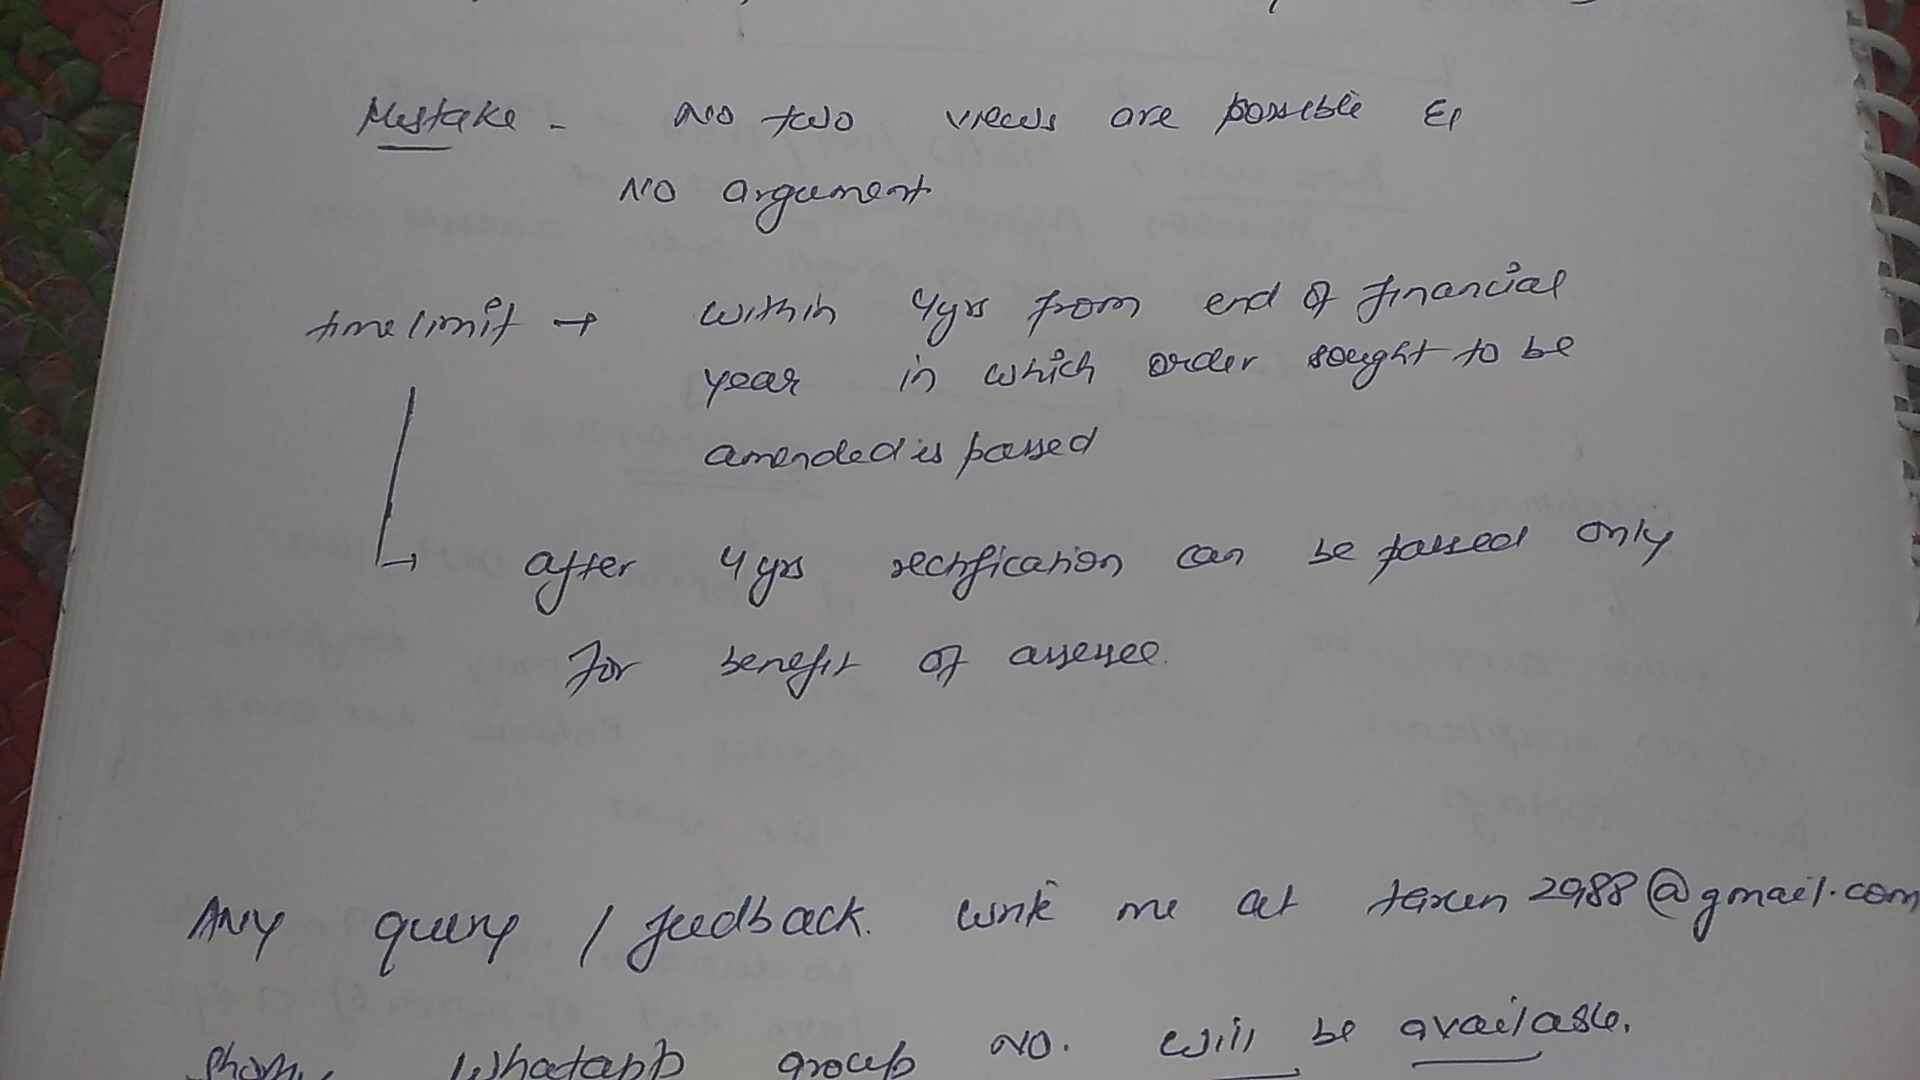 Mistake - No two views are possible &
No argument
time limit → within 4yrs from end of financial
year in which order sought to be
amended is passed
↳ after 4 yrs rectification can be passed only
for benefit of assessee.
Any query / feedback. write me at 2988@gmail.com
Whatapp group No. will be available.